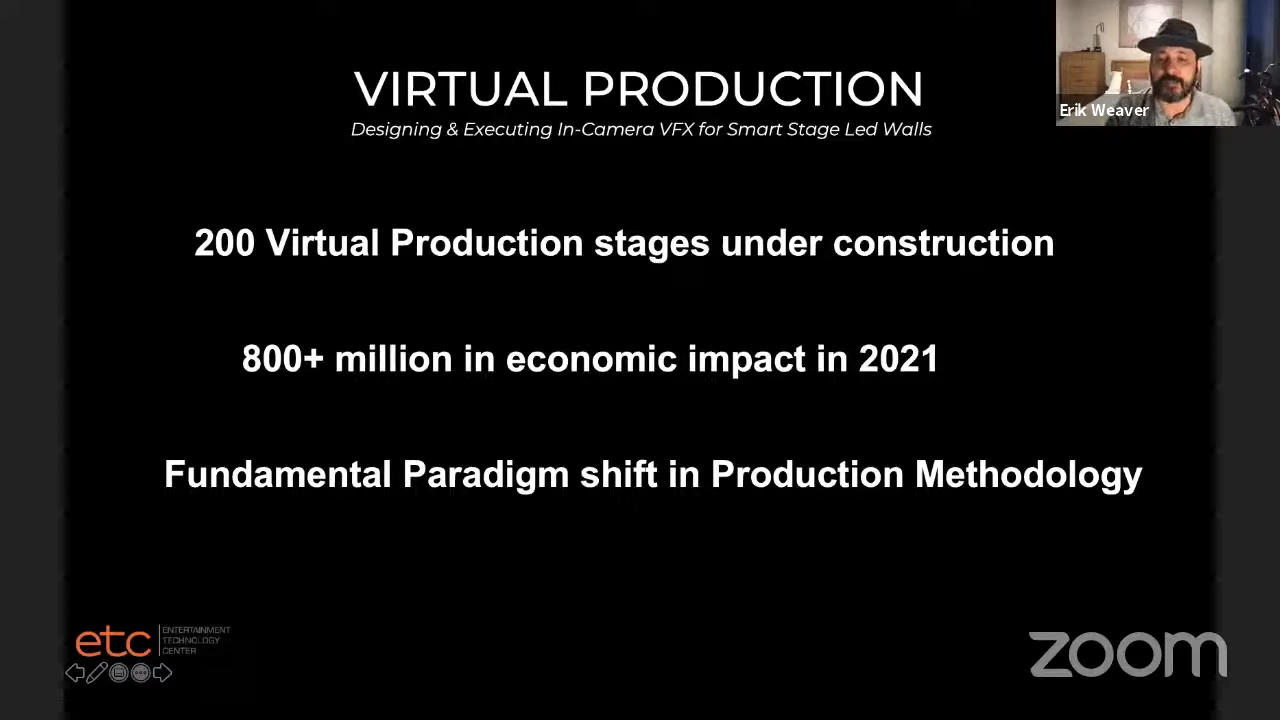 VIRTUAL PRODUCTION
Designing & Executing In-Camera VFX for Smart Stage Led Walls
Erik Weaver
200 Virtual Production stages under construction
800+ million in economic impact in 2021
Fundamental Paradigm shift in Production Methodology
etc
ENTERTAINMENT
TECHNOLOGY
CENTER
zoom